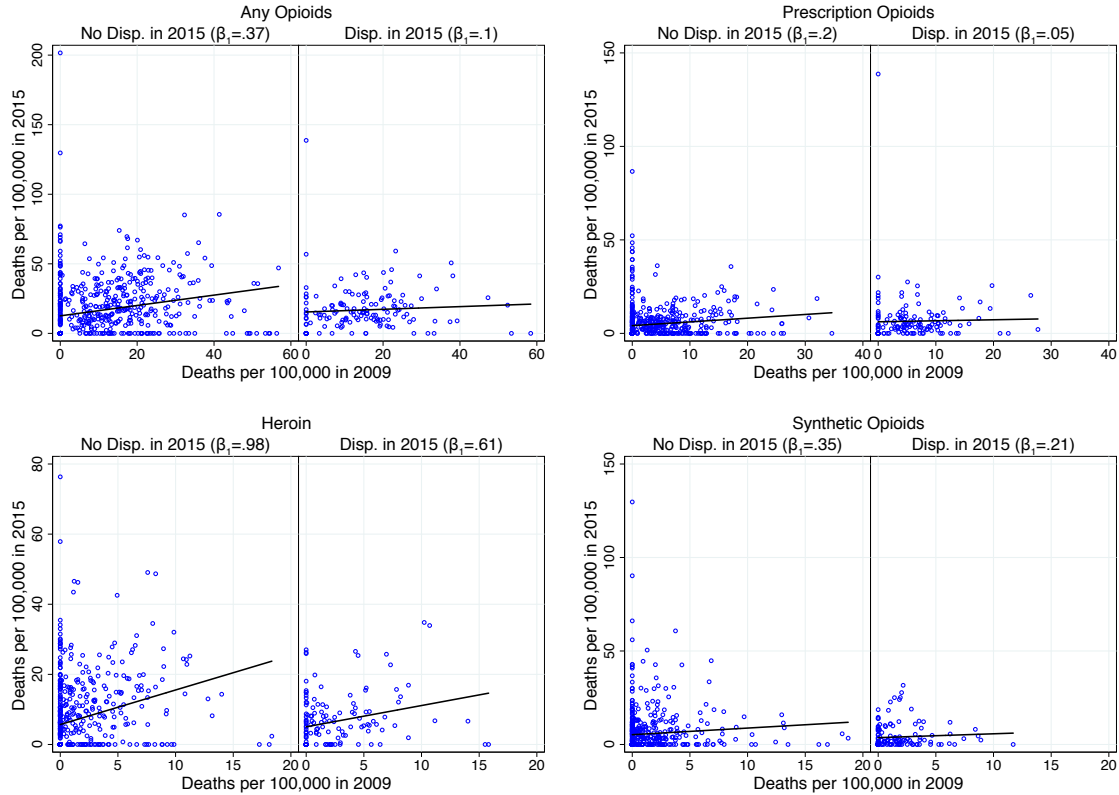 Any Opioids
No Disp. in 2015 (β₁=.37) Disp. in 2015 (β₁=.1)
Deaths per 100,000 in 2015
0 50 100 150 200
0 20 40 60 0 20 40 60
Deaths per 100,000 in 2009
Prescription Opioids
No Disp. in 2015 (β₁=.2) Disp. in 2015 (β₁=.05)
Deaths per 100,000 in 2015
0 50 100 150
0 10 20 30 40 0 10 20 30 40
Deaths per 100,000 in 2009
Heroin
No Disp. in 2015 (β₁=.98) Disp. in 2015 (β₁=.61)
Deaths per 100,000 in 2015
0 20 40 60 80
0 5 10 15 20 0 5 10 15 20
Deaths per 100,000 in 2009
Synthetic Opioids
No Disp. in 2015 (β₁=.35) Disp. in 2015 (β₁=.21)
Deaths per 100,000 in 2015
0 50 100 150
0 5 10 15 20 0 5 10 15 20
Deaths per 100,000 in 2009